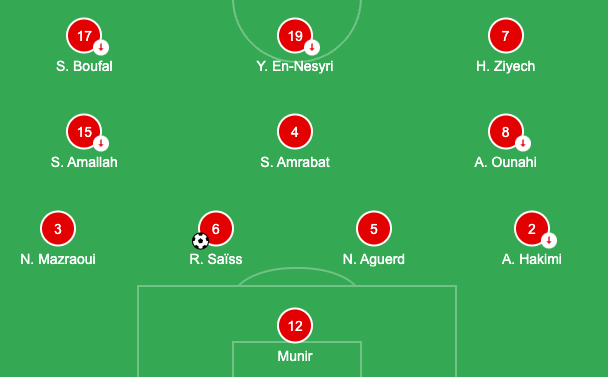 17 19 7
S. Boufal Y. En-Nesyri H. Ziyech
15 4 8
S. Amallah S. Amrabat A. Ounahi
3 6 5 2
N. Mazraoui R. Saïss N. Aguerd A. Hakimi
12
Munir